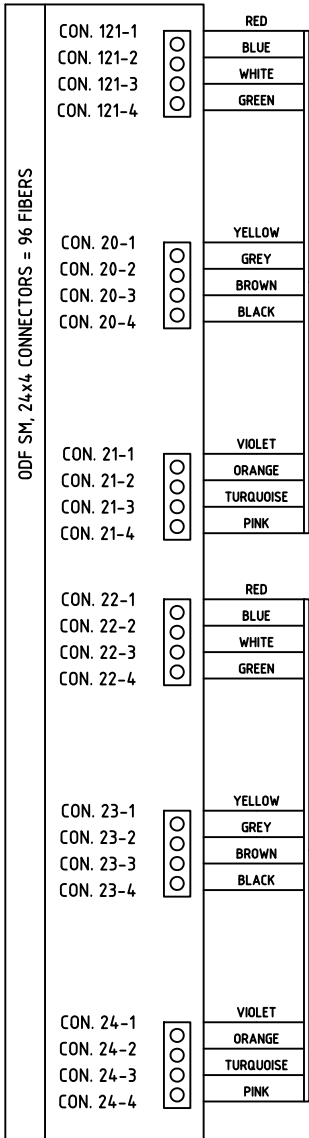 ODF SM, 24x4 CONNECTORS = 96 FIBERS
CON. 121-1 RED
CON. 121-2 BLUE
CON. 121-3 WHITE
CON. 121-4 GREEN
CON. 20-1 YELLOW
CON. 20-2 GREY
CON. 20-3 BROWN
CON. 20-4 BLACK
CON. 21-1 VIOLET
CON. 21-2 ORANGE
CON. 21-3 TURQUOISE
CON. 21-4 PINK
CON. 22-1 RED
CON. 22-2 BLUE
CON. 22-3 WHITE
CON. 22-4 GREEN
CON. 23-1 YELLOW
CON. 23-2 GREY
CON. 23-3 BROWN
CON. 23-4 BLACK
CON. 24-1 VIOLET
CON. 24-2 ORANGE
CON. 24-3 TURQUOISE
CON. 24-4 PINK